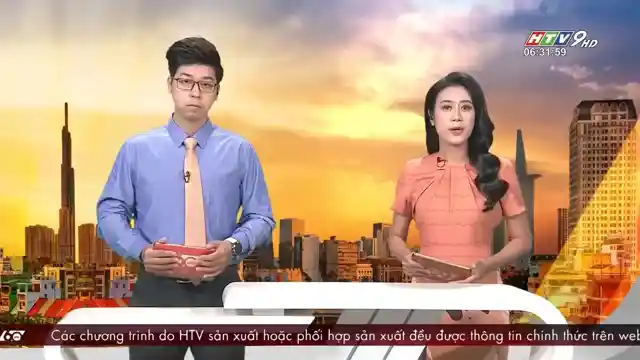 HTV9HD
06:31:59
60
Các chương trình do HTV sản xuất hoặc phối hợp sản xuất đều được thông tin chính thức trên web